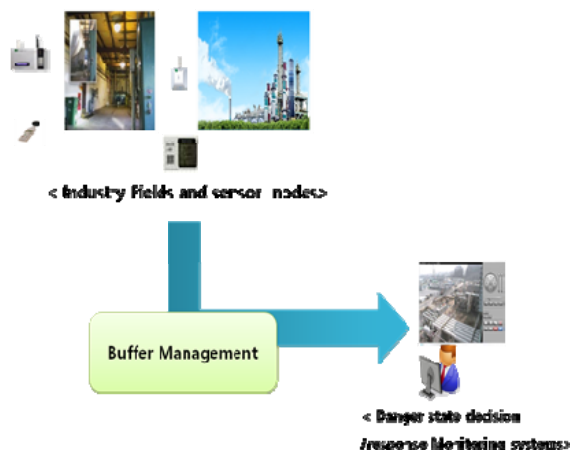 < Industry Fields and sensor nodes>
Buffer Management
< Danger state decision
/response Monitoring systems>